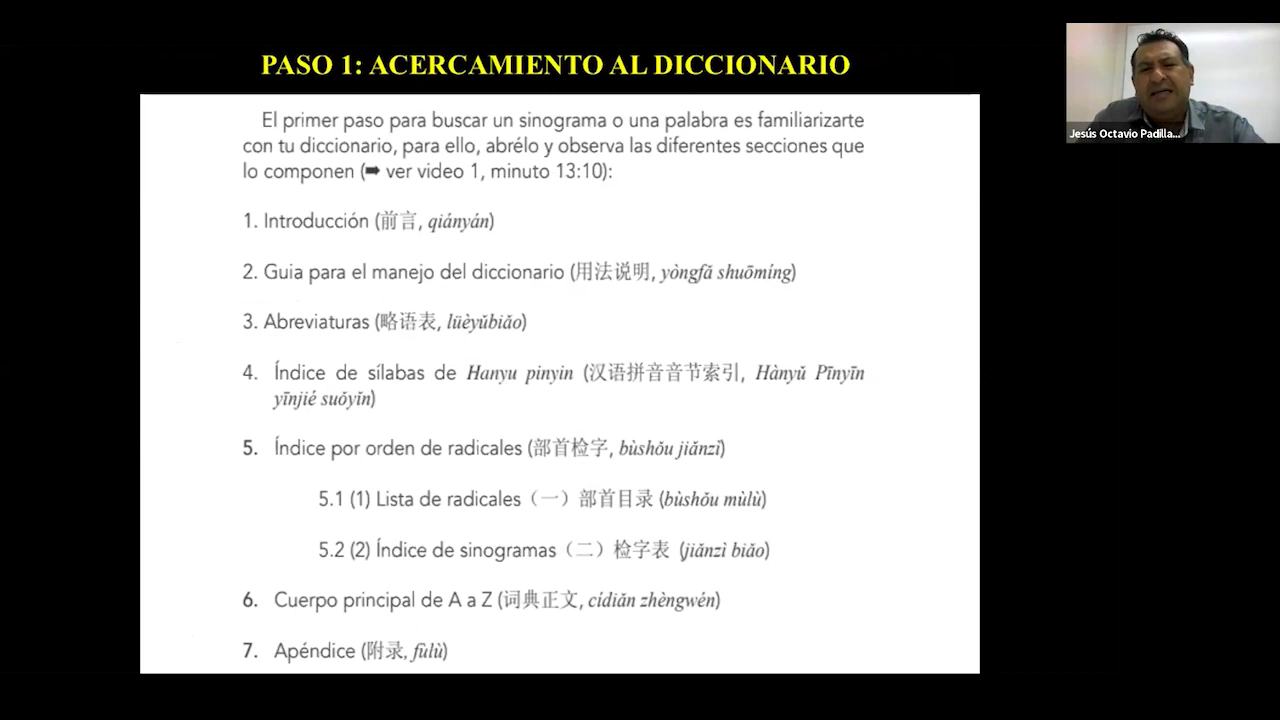 PASO 1: ACERCAMIENTO AL DICCIONARIO
Jesús Octavio Padilla...
El primer paso para buscar un sinograma o una palabra es familiarizarte
con tu diccionario, para ello, abrélo y observa las diferentes secciones que
lo componen (➡ ver video 1, minuto 13:10):
1. Introducción (前言, qiányán)
2. Guia para el manejo del diccionario (用法说明, yòngfǎ shuōmíng)
3. Abreviaturas (略语表, lüèyǔbiǎo)
4. Índice de sílabas de Hanyu pinyin (汉语拼音音节索引, Hànyǔ Pīnyīn
yīnjié suǒyǐn)
5. Índice por orden de radicales (部首检字, bùshǒu jiǎnzì)
5.1 (1) Lista de radicales（一）部首目录 (bùshǒu mùlù)
5.2 (2) Índice de sinogramas（二）检字表 (jiǎnzì biǎo)
6. Cuerpo principal de A a Z (词典正文, cídiǎn zhèngwén)
7. Apéndice (附录, fùlù)